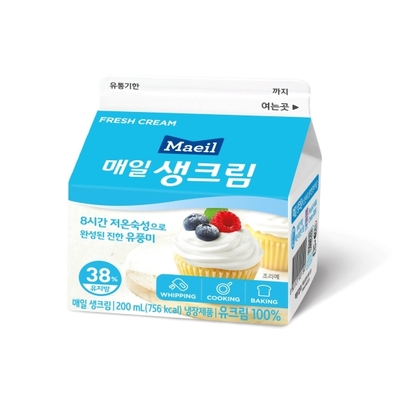 유통기한 까지
여는곳 ▶
FRESH CREAM
Maeil
매일 생크림
8시간 저온숙성으로
완성된 진한 유풍미
조리예
38%
유지방
WHIPPING COOKING BAKING
매일 생크림 | 200 mL (756 kcal) 냉장제품 | 유크림 100%